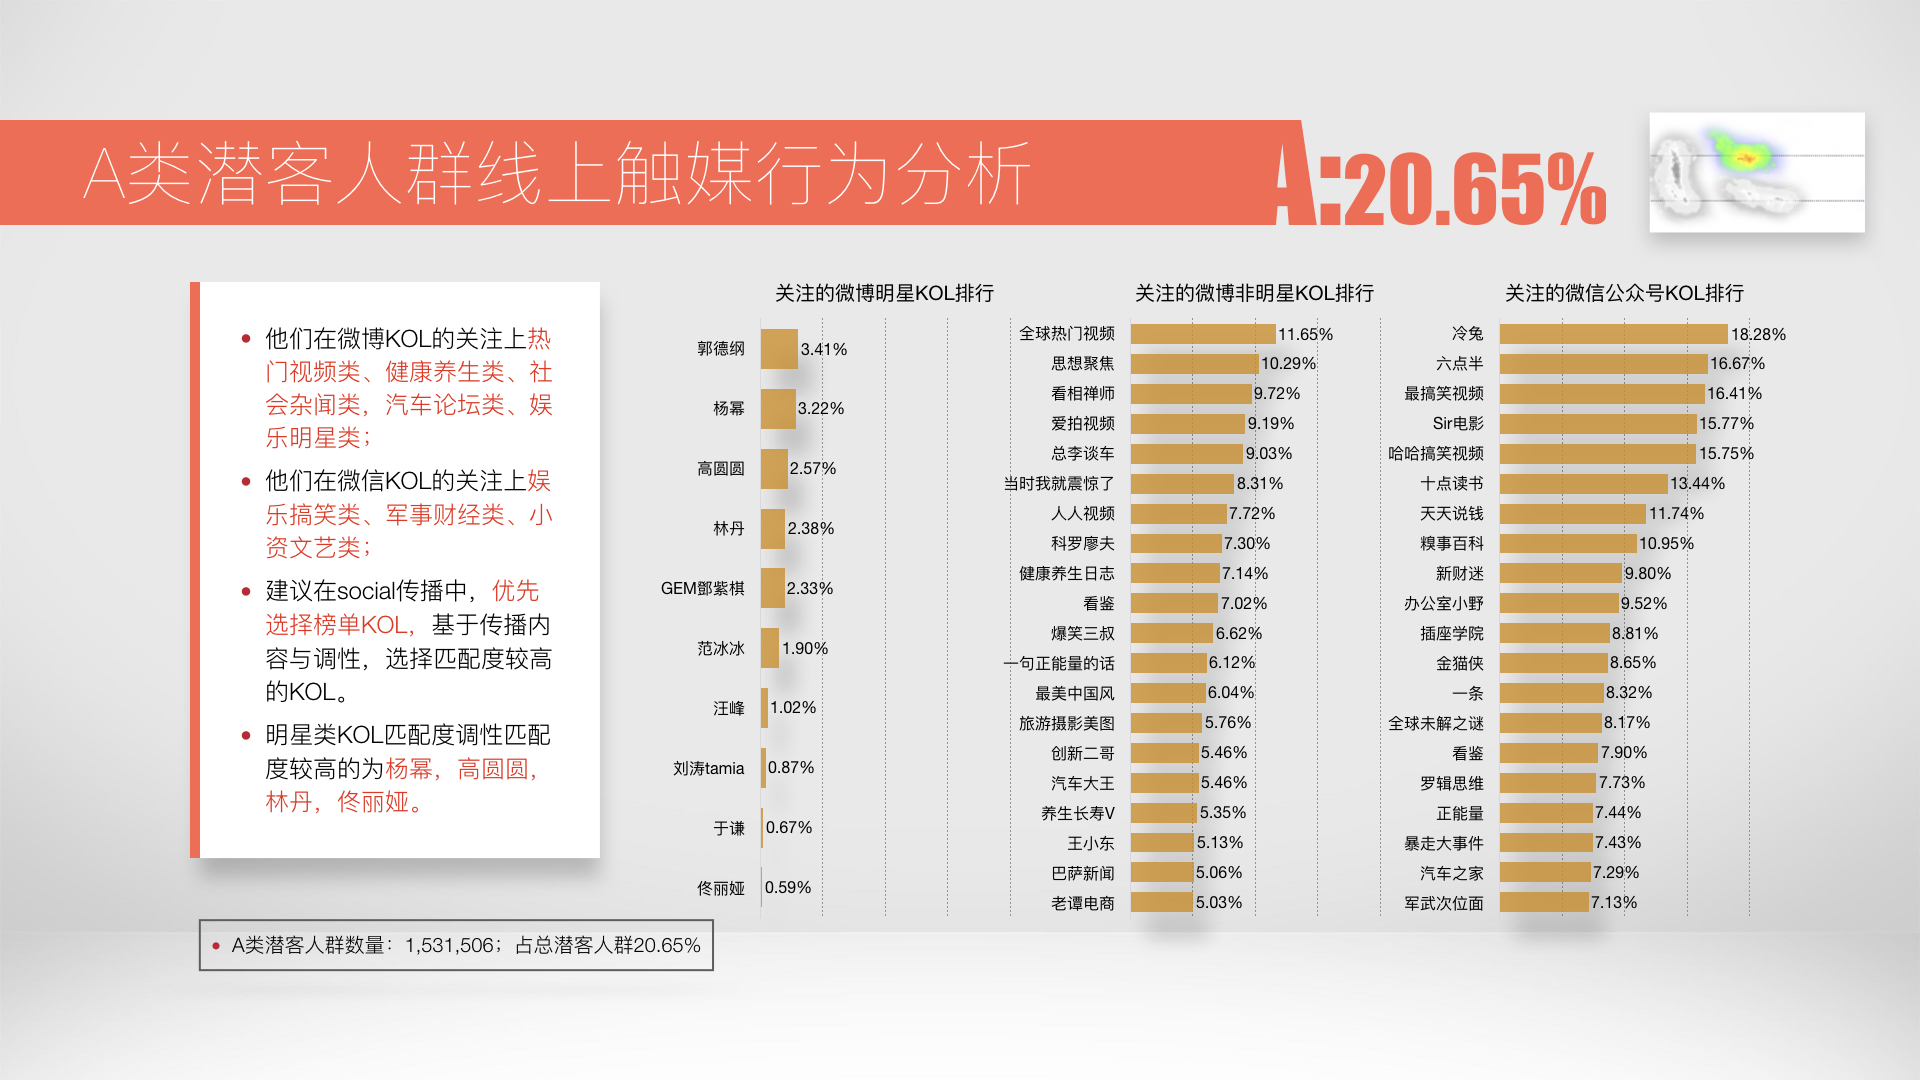 A类潜客人群线上触媒行为分析
A:20.65%
他们在微博KOL的关注上热
门视频类、健康养生类、社
会杂闻类，汽车论坛类、娱
乐明星类；
他们在微信KOL的关注上娱
乐搞笑类、军事财经类、小
资文艺类；
建议在social传播中，优先
选择榜单KOL，基于传播内
容与调性，选择匹配度较高
的KOL。
明星类KOL匹配度调性匹配
度较高的为杨幂，高圆圆，
林丹，佟丽娅。
A类潜客人群数量：1,531,506；占总潜客人群20.65%
关注的微博明星KOL排行
郭德纲 3.41%
杨幂 3.22%
高圆圆 2.57%
林丹 2.38%
GEM鄧紫棋 2.33%
范冰冰 1.90%
汪峰 1.02%
刘涛tamia 0.87%
于谦 0.67%
佟丽娅 0.59%
关注的微博非明星KOL排行
全球热门视频 11.65%
思想聚焦 10.29%
看相禅师 9.72%
爱拍视频 9.19%
总李谈车 9.03%
当时我就震惊了 8.31%
人人视频 7.72%
科罗廖夫 7.30%
健康养生日志 7.14%
看鉴 7.02%
爆笑三叔 6.62%
一句正能量的话 6.12%
最美中国风 6.04%
旅游摄影美图 5.76%
创新二哥 5.46%
汽车大王 5.46%
养生长寿V 5.35%
王小东 5.13%
巴萨新闻 5.06%
老谭电商 5.03%
关注的微信公众号KOL排行
冷兔 18.28%
六点半 16.67%
最搞笑视频 16.41%
Sir电影 15.77%
哈哈搞笑视频 15.75%
十点读书 13.44%
天天说钱 11.74%
糗事百科 10.95%
新财迷 9.80%
办公室小野 9.52%
插座学院 8.81%
金猫侠 8.65%
一条 8.32%
全球未解之谜 8.17%
看鉴 7.90%
罗辑思维 7.73%
正能量 7.44%
暴走大事件 7.43%
汽车之家 7.29%
军武次位面 7.13%